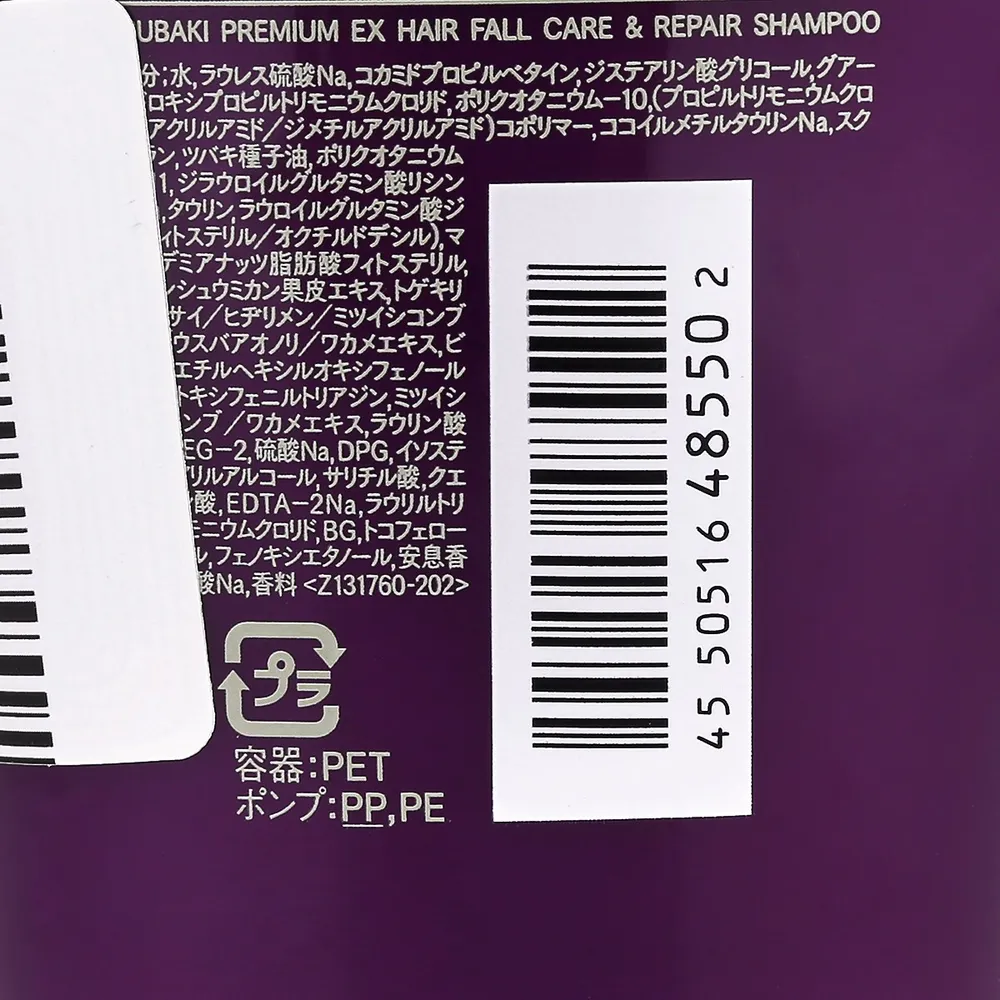 UBAKI PREMIUM EX HAIR FALL CARE & REPAIR SHAMPOO
分;水,ラウレス硫酸Na,コカミドプロピルベタイン,ジステアリン酸グリコール,グアー
ロキシプロピルトリモニウムクロリド,ポリクオタニウム-10,(プロピルトリモニウムクロ
アクリルアミド/ジメチルアクリルアミド)コポリマー,ココイルメチルタウリンNa,スク
ン,ツバキ種子油,ポリクオタニウム
1,ジラウロイルグルタミン酸リシン
,タウリン,ラウロイルグルタミン酸ジ
ィトステリル/オクチルドデシル),マ
デミアナッツ脂肪酸フィトステリル,
ンシュウミカン果皮エキス,トゲキリ
サイ/ヒヂリメン/ミツイシコンブ
ウスバアオノリ/ワカメエキス,ビ
エチルヘキシルオキシフェノール
トキシフェニルトリアジン,ミツイシ
ンブ/ワカメエキス,ラウリン酸
EG-2,硫酸Na,DPG,イソステ
リルアルコール,サリチル酸,クエ
酸,EDTA-2Na,ラウリルトリ
モニウムクロリド,BG,トコフェロー
ル,フェノキシエタノール,安息香
酸Na,香料 <Z131760-202>
プラ
容器:PET
ポンプ:PP,PE
45 50516 48550 2